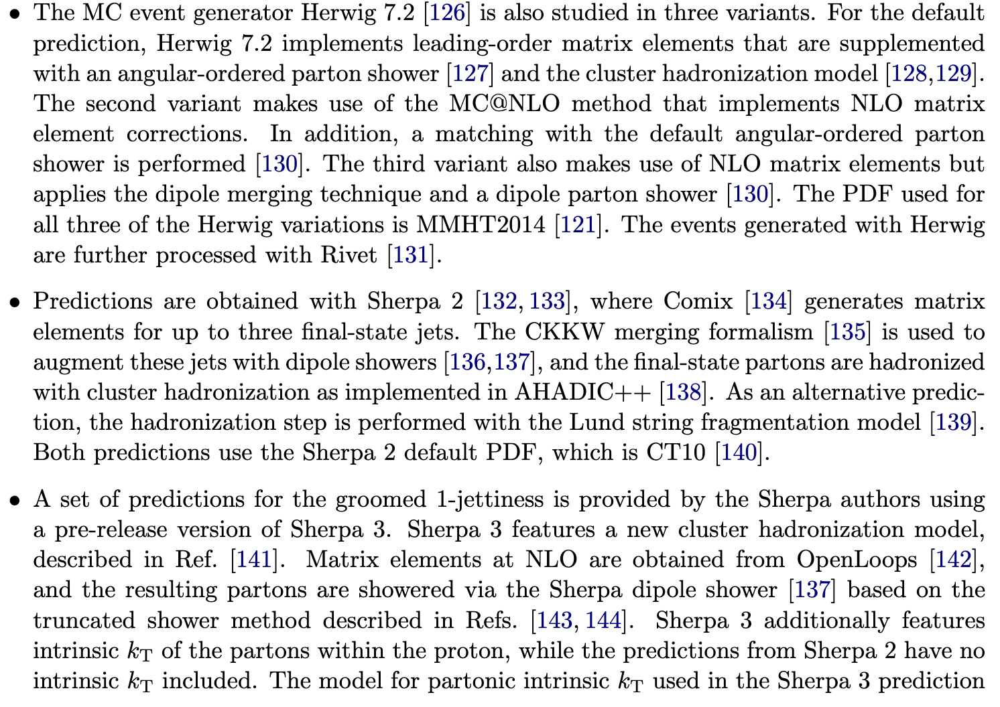 • The MC event generator Herwig 7.2 [126] is also studied in three variants. For the default
prediction, Herwig 7.2 implements leading-order matrix elements that are supplemented
with an angular-ordered parton shower [127] and the cluster hadronization model [128,129].
The second variant makes use of the MC@NLO method that implements NLO matrix
element corrections. In addition, a matching with the default angular-ordered parton
shower is performed [130]. The third variant also makes use of NLO matrix elements but
applies the dipole merging technique and a dipole parton shower [130]. The PDF used for
all three of the Herwig variations is MMHT2014 [121]. The events generated with Herwig
are further processed with Rivet [131].
• Predictions are obtained with Sherpa 2 [132, 133], where Comix [134] generates matrix
elements for up to three final-state jets. The CKKW merging formalism [135] is used to
augment these jets with dipole showers [136,137], and the final-state partons are hadronized
with cluster hadronization as implemented in AHADIC++ [138]. As an alternative predic-
tion, the hadronization step is performed with the Lund string fragmentation model [139].
Both predictions use the Sherpa 2 default PDF, which is CT10 [140].
• A set of predictions for the groomed 1-jettiness is provided by the Sherpa authors using
a pre-release version of Sherpa 3. Sherpa 3 features a new cluster hadronization model,
described in Ref. [141]. Matrix elements at NLO are obtained from OpenLoops [142],
and the resulting partons are showered via the Sherpa dipole shower [137] based on the
truncated shower method described in Refs. [143, 144]. Sherpa 3 additionally features
intrinsic kT of the partons within the proton, while the predictions from Sherpa 2 have no
intrinsic kT included. The model for partonic intrinsic kT used in the Sherpa 3 prediction